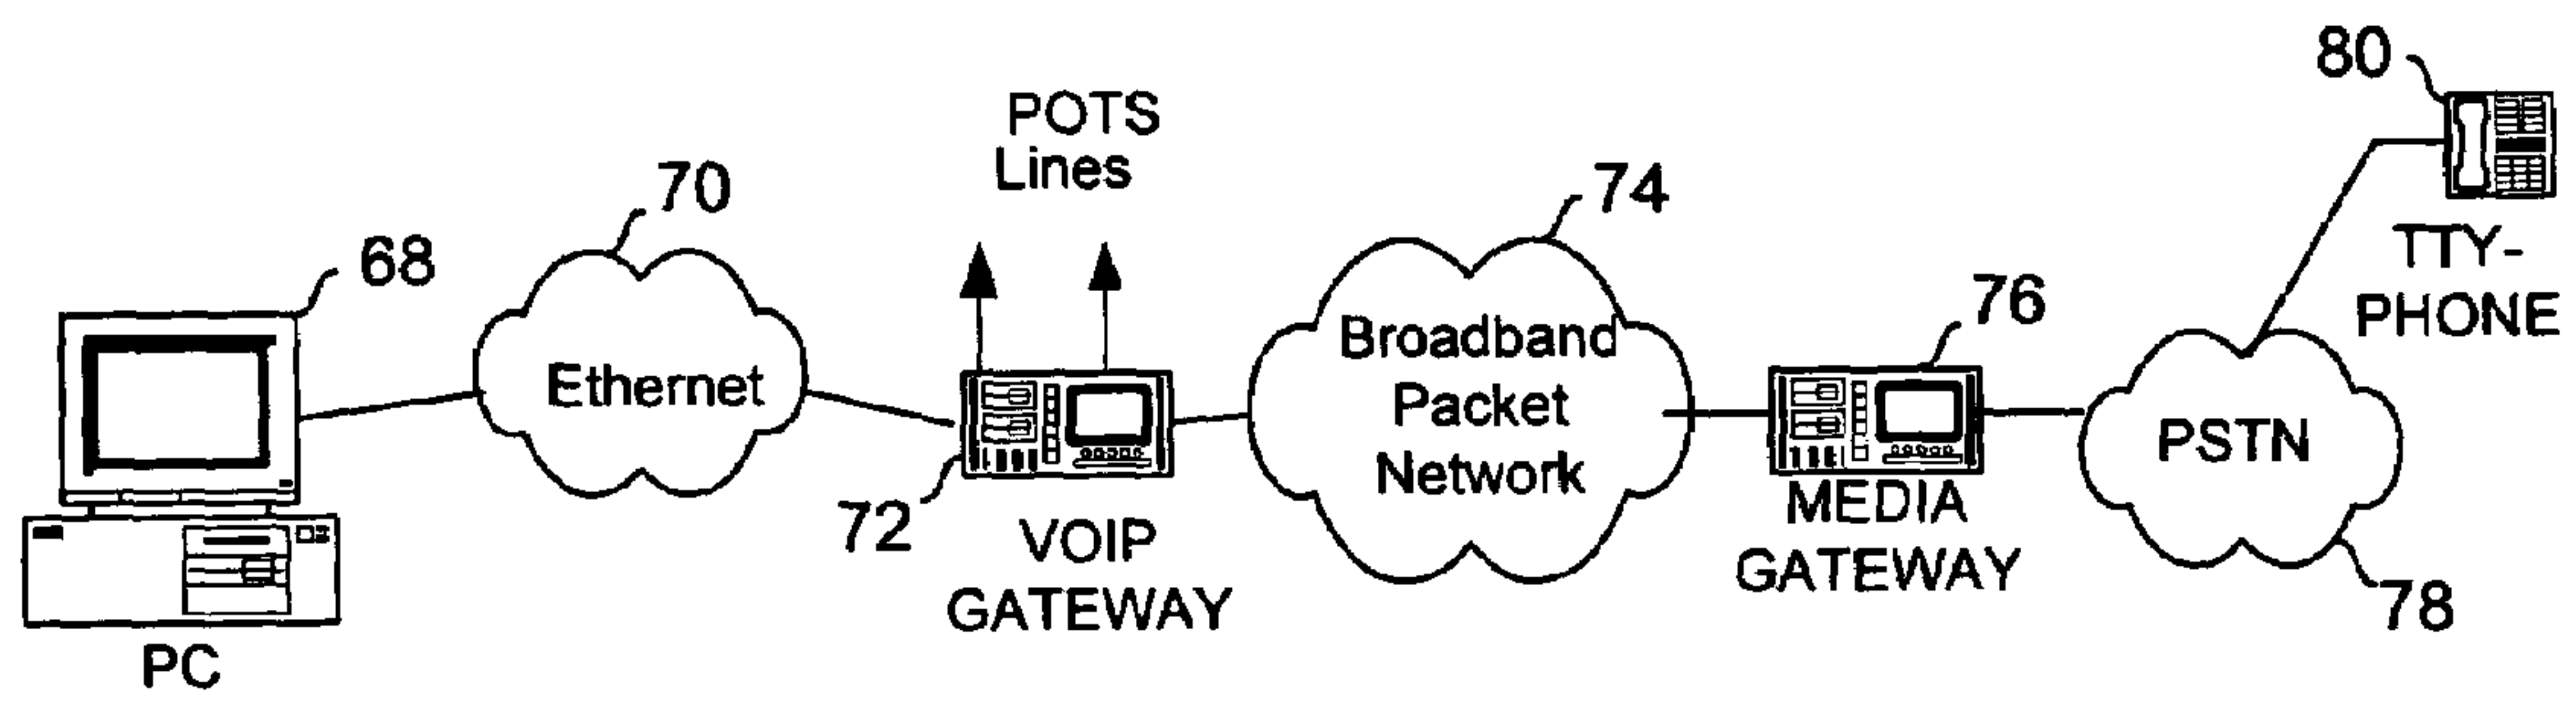 68
PC
70
Ethernet
POTS
Lines
72
VOIP
GATEWAY
74
Broadband
Packet
Network
76
MEDIA
GATEWAY
PSTN
78
80
TTY-
PHONE